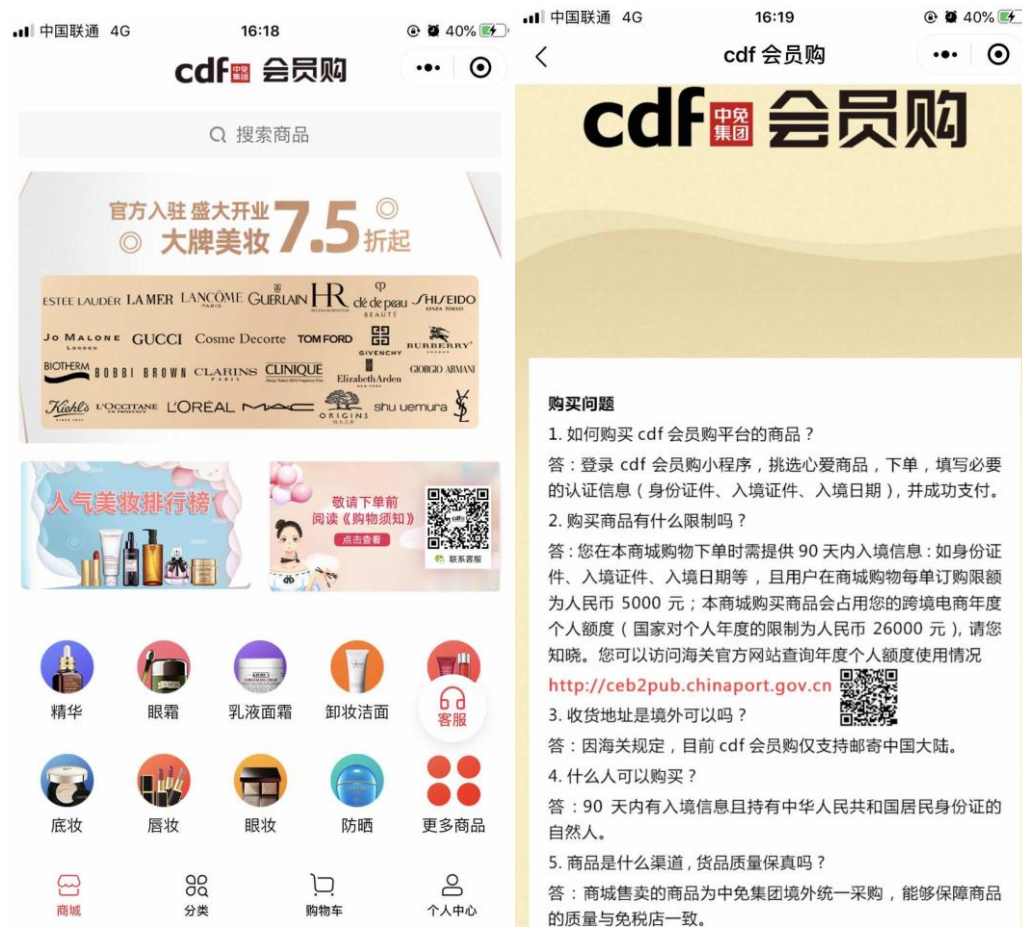 中国联通 4G
16:18
40%
cdf 中免集团 会员购
搜索商品
官方入驻 盛大开业 7.5
大牌美妆 折起
ESTEE LAUDER LA MER LANCÔME GUERLAIN HR clé de peau SHISEIDO
PARIS HELENA RUBINSTEIN BEAUTÉ GINZA TOKYO
JO MALONE GUCCI Cosme Decorte TOM FORD GIVENCHY BURBERRY
LONDON LONDON
BIOTHERM BOBBI BROWN CLARINS CLINIQUE Elizabeth Arden GIORGIO ARMANI
PARIS NEW YORK
Kiehl's L'OCCITANE L'ORÉAL MAC ORIGINS shu uemura YSL
SINCE 1851 EN PROVENCE
人气美妆排行榜
敬请下单前
阅读《购物须知》
点击查看
cdf
联系客服
精华
眼霜
乳液面霜
卸妆洁面
客服
底妆
唇妆
眼妆
防晒
更多商品
商城
分类
购物车
个人中心
中国联通 4G
16:19
40%
cdf 会员购
cdf 中免集团 会员购
购买问题
1. 如何购买 cdf 会员购平台的商品？
答：登录 cdf 会员购小程序，挑选心爱商品，下单，填写必要
的认证信息（身份证件、入境证件、入境日期），并成功支付。
2. 购买商品有什么限制吗？
答：您在本商城购物下单时需提供 90 天内入境信息：如身份证
件、入境证件、入境日期等，且用户在商城购物每单订购限额
为人民币 5000 元；本商城购买商品会占用您的跨境电商年度
个人额度（国家对个人年度的限制为人民币 26000 元），请您
知晓。您可以访问海关官方网站查询年度个人额度使用情况
http://ceb2pub.chinaport.gov.cn
3. 收货地址是境外可以吗？
答：因海关规定，目前 cdf 会员购仅支持邮寄中国大陆。
4. 什么人可以购买？
答：90 天内有入境信息且持有中华人民共和国居民身份证的
自然人。
5. 商品是什么渠道，货品质量保真吗？
答：商城售卖的商品为中免集团境外统一采购，能够保障商品
的质量与免税店一致。